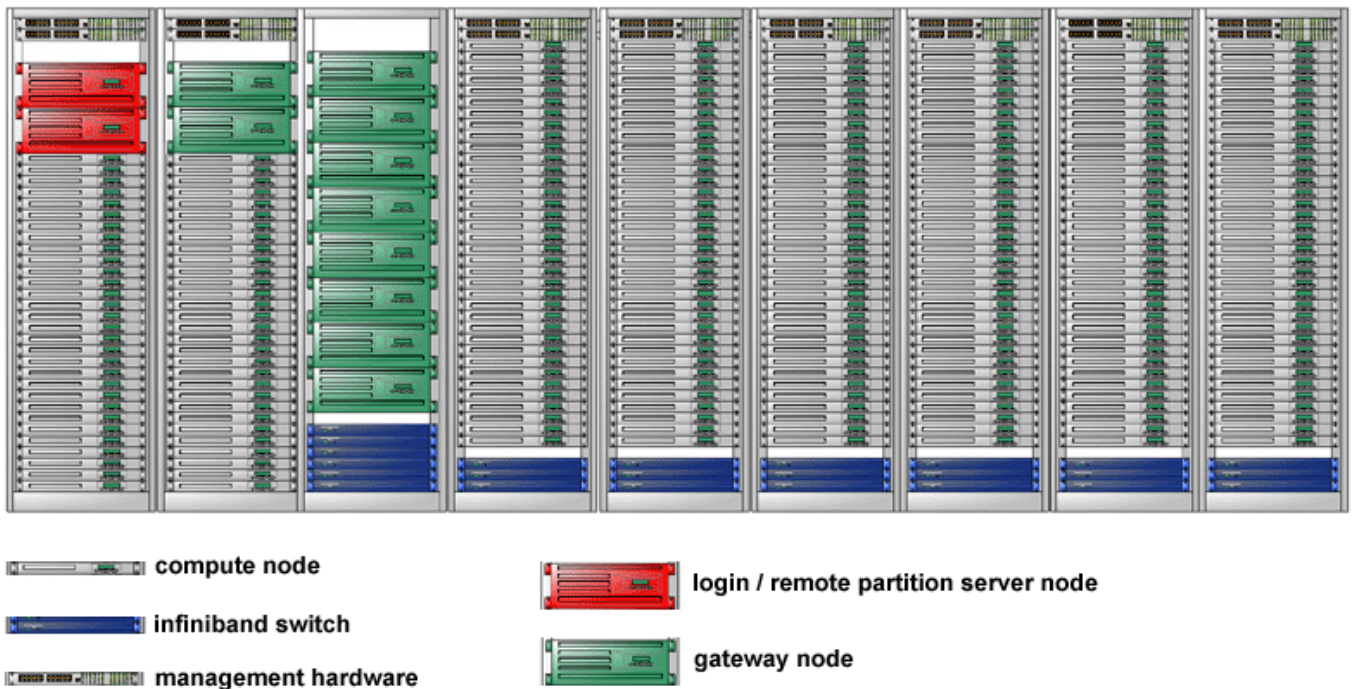 compute node
infiniband switch
management hardware
login / remote partition server node
gateway node